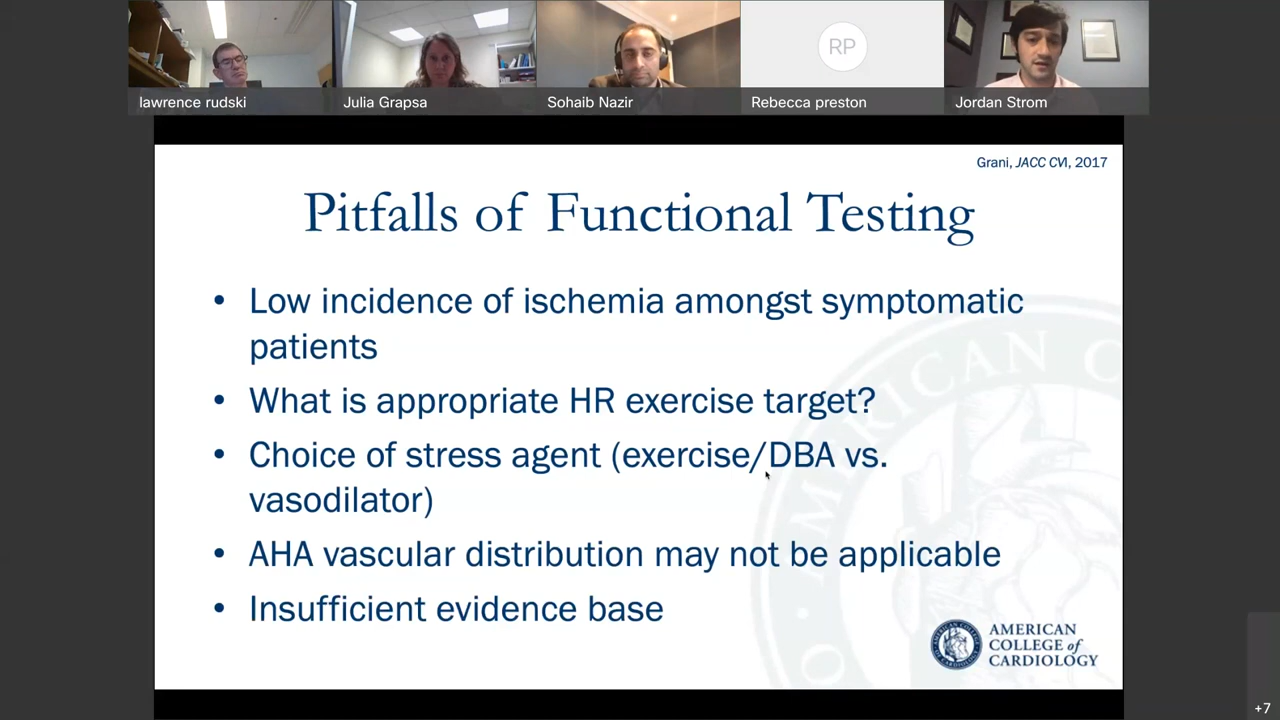 lawrence rudski
Julia Grapsa
Sohaib Nazir
RP
Rebecca preston
Jordan Strom
Grani, JACC CVI, 2017
Pitfalls of Functional Testing
• Low incidence of ischemia amongst symptomatic
patients
• What is appropriate HR exercise target?
• Choice of stress agent (exercise/DBA vs.
vasodilator)
• AHA vascular distribution may not be applicable
• Insufficient evidence base
AMERICAN
COLLEGE of
CARDIOLOGY
+7